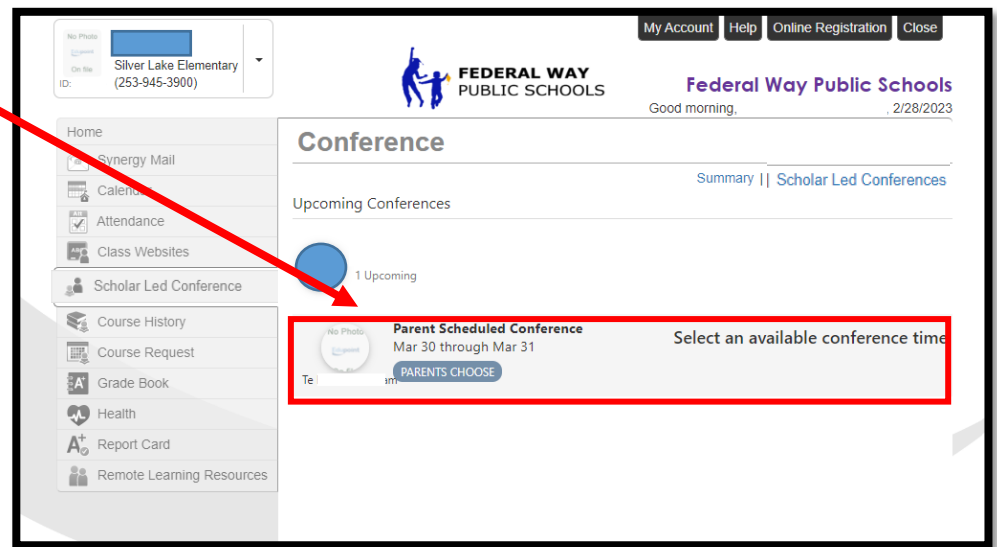 My Account Help Online Registration Close
No Photo
On file
ID:
Silver Lake Elementary
(253-945-3900)
FEDERAL WAY
PUBLIC SCHOOLS
Federal Way Public Schools
Good morning, , 2/28/2023
Home
Synergy Mail
Calendar
Attendance
Class Websites
Scholar Led Conference
Course History
Course Request
Grade Book
Health
Report Card
Remote Learning Resources
Conference
Summary || Scholar Led Conferences
Upcoming Conferences
1 Upcoming
No Photo
Parent Scheduled Conference
Mar 30 through Mar 31
PARENTS CHOOSE
Te am
Select an available conference time